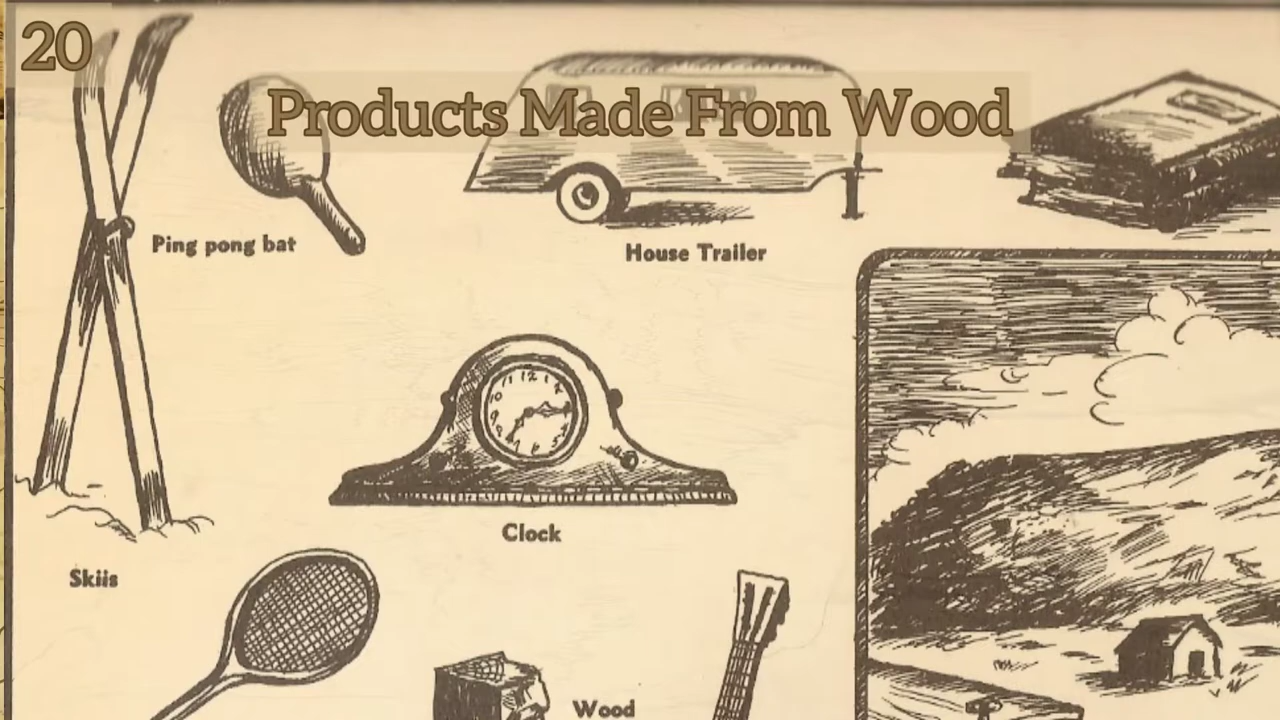 20
Products Made From Wood
Ping pong bat
House Trailer
Clock
Skiis
Wood